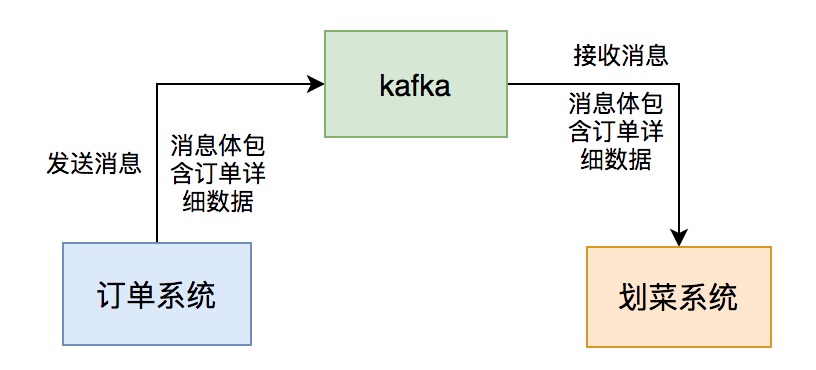 kafka
接收消息
发送消息
消息体包
含订单详
细数据
消息体包
含订单详
细数据
订单系统
划菜系统